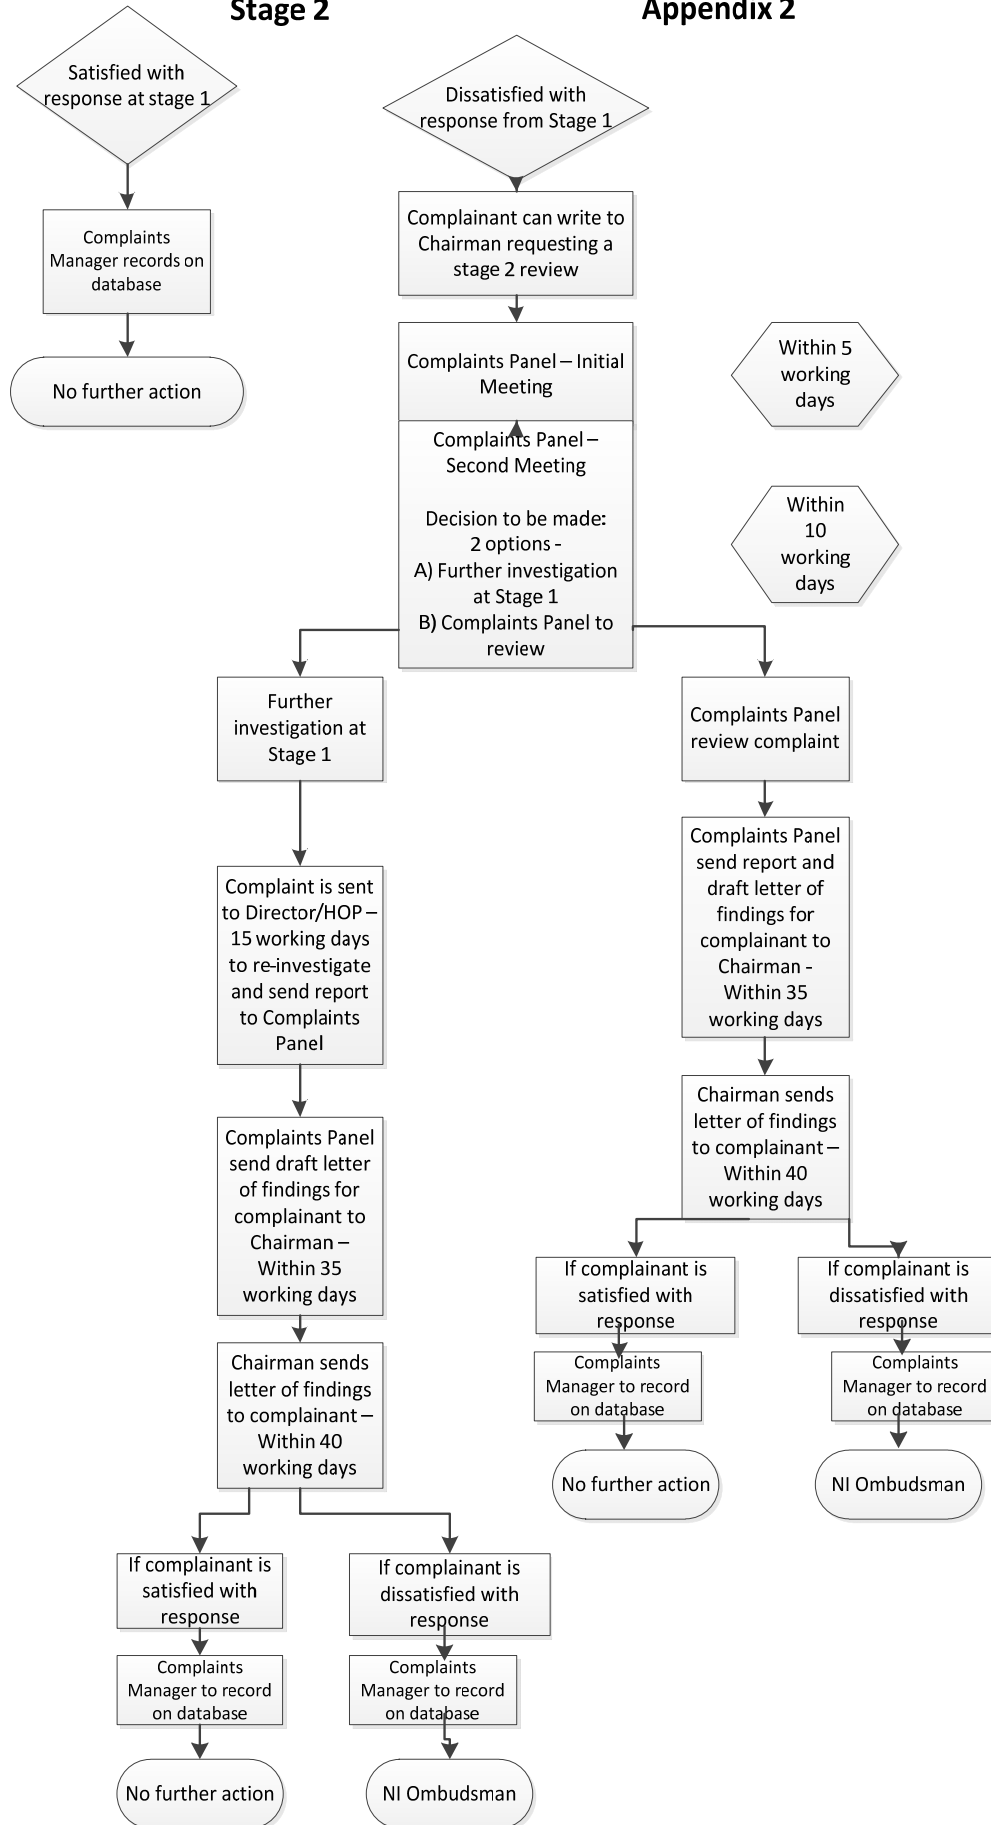 Stage 2
Appendix 2
Satisfied with
response at stage 1
Complaints
Manager records on
database
No further action
Dissatisfied with
response from Stage 1
Complainant can write to
Chairman requesting a
stage 2 review
Complaints Panel – Initial
Meeting
Within 5
working
days
Complaints Panel –
Second Meeting
Decision to be made:
2 options -
A) Further investigation
at Stage 1
B) Complaints Panel to
review
Within
10
working
days
Further
investigation at
Stage 1
Complaint is sent
to Director/HOP –
15 working days
to re-investigate
and send report
to Complaints
Panel
Complaints Panel
send draft letter
of findings for
complainant to
Chairman –
Within 35
working days
Chairman sends
letter of findings
to complainant –
Within 40
working days
If complainant is
satisfied with
response
Complaints
Manager to record
on database
No further action
If complainant is
dissatisfied with
response
Complaints
Manager to record
on database
NI Ombudsman
Complaints Panel
review complaint
Complaints Panel
send report and
draft letter of
findings for
complainant to
Chairman -
Within 35
working days
Chairman sends
letter of findings
to complainant –
Within 40
working days
If complainant is
satisfied with
response
Complaints
Manager to record
on database
No further action
If complainant is
dissatisfied with
response
Complaints
Manager to record
on database
NI Ombudsman